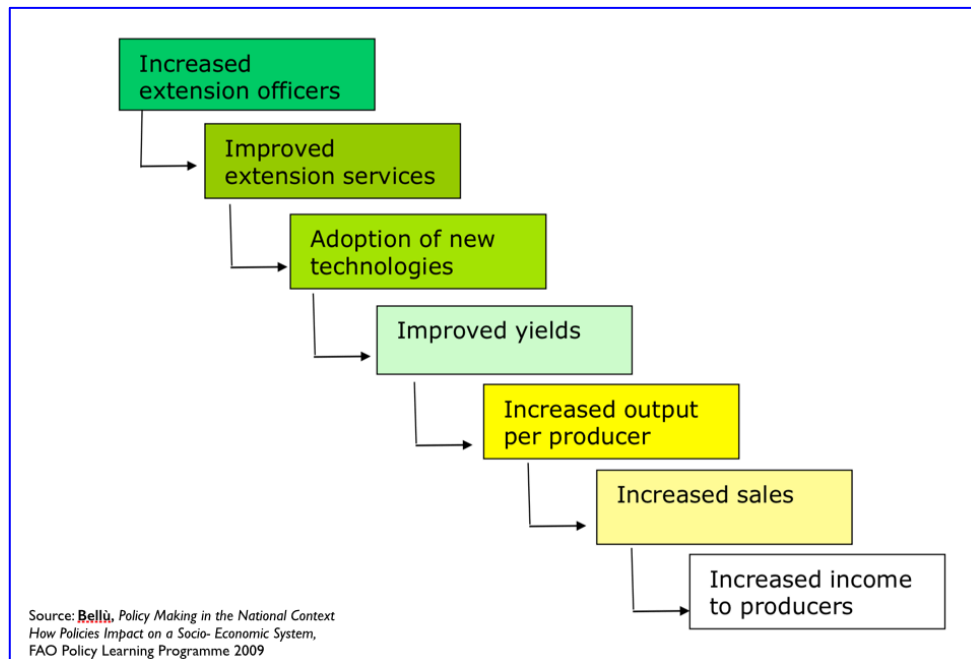 Increased
extension officers
Improved
extension services
Adoption of new
technologies
Improved yields
Increased output
per producer
Increased sales
Increased income
to producers
Source: Bellù, Policy Making in the National Context
How Policies Impact on a Socio- Economic System,
FAO Policy Learning Programme 2009